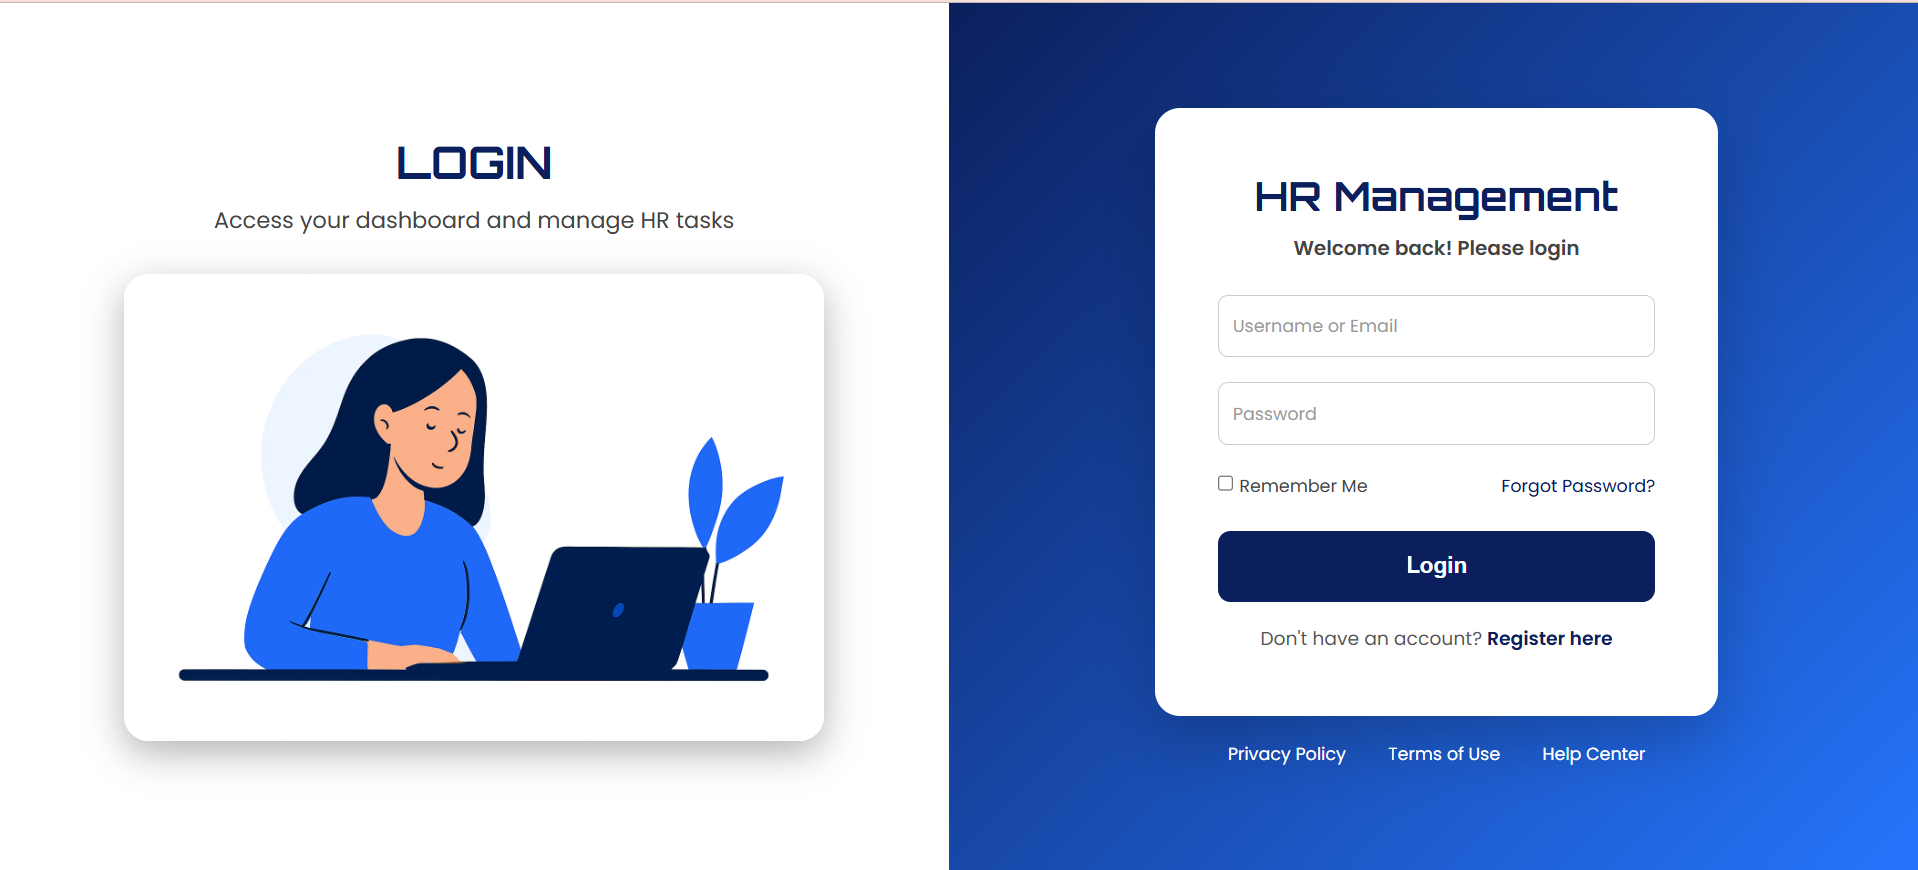 LOGIN
Access your dashboard and manage HR tasks
HR Management
Welcome back! Please login
Username or Email
Password
Remember Me
Forgot Password?
Login
Don't have an account? Register here
Privacy Policy
Terms of Use
Help Center